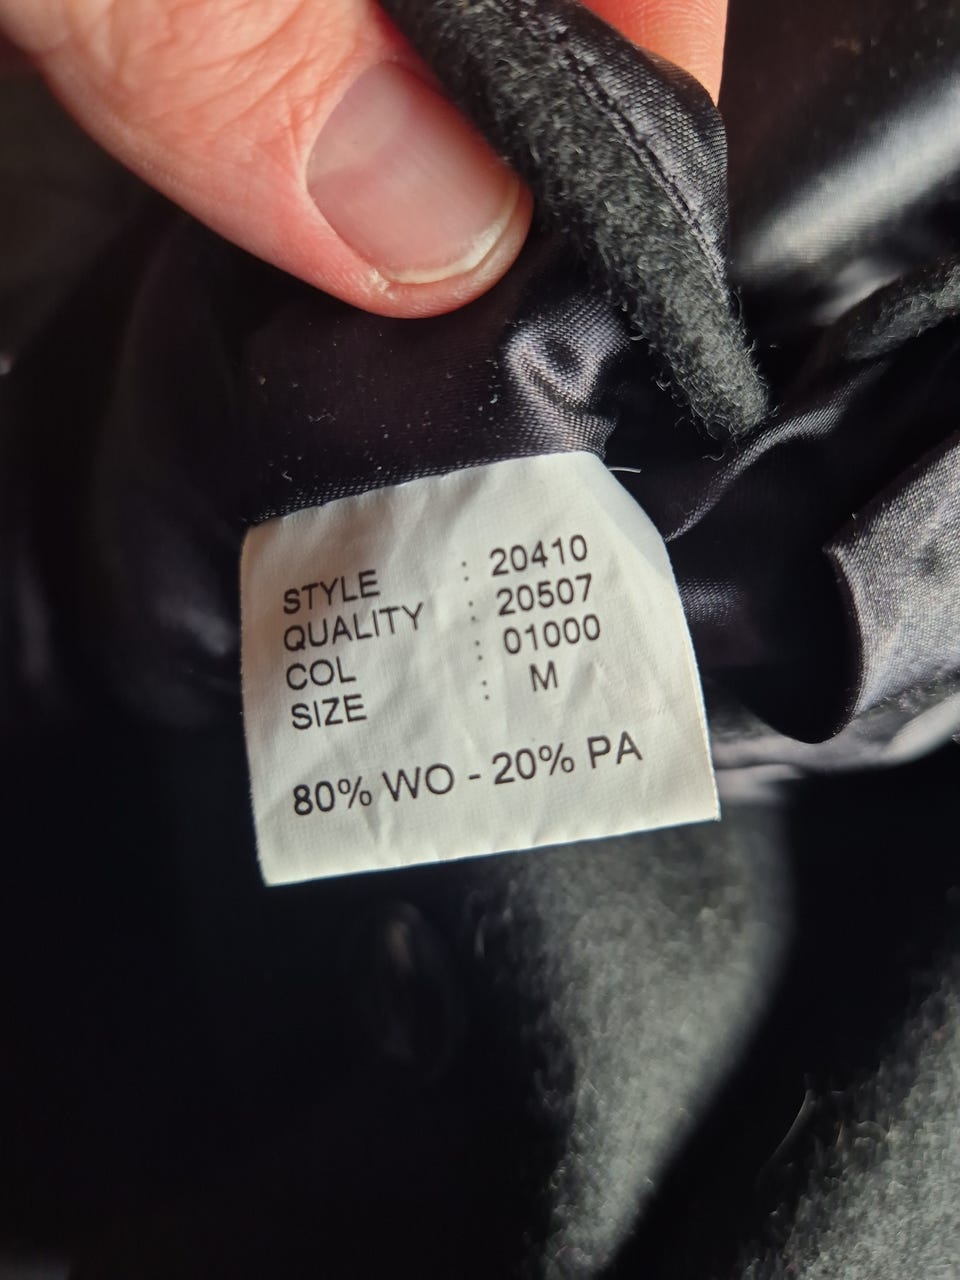 STYLE : 20410
QUALITY : 20507
COL : 01000
SIZE : M
80% WO - 20% PA